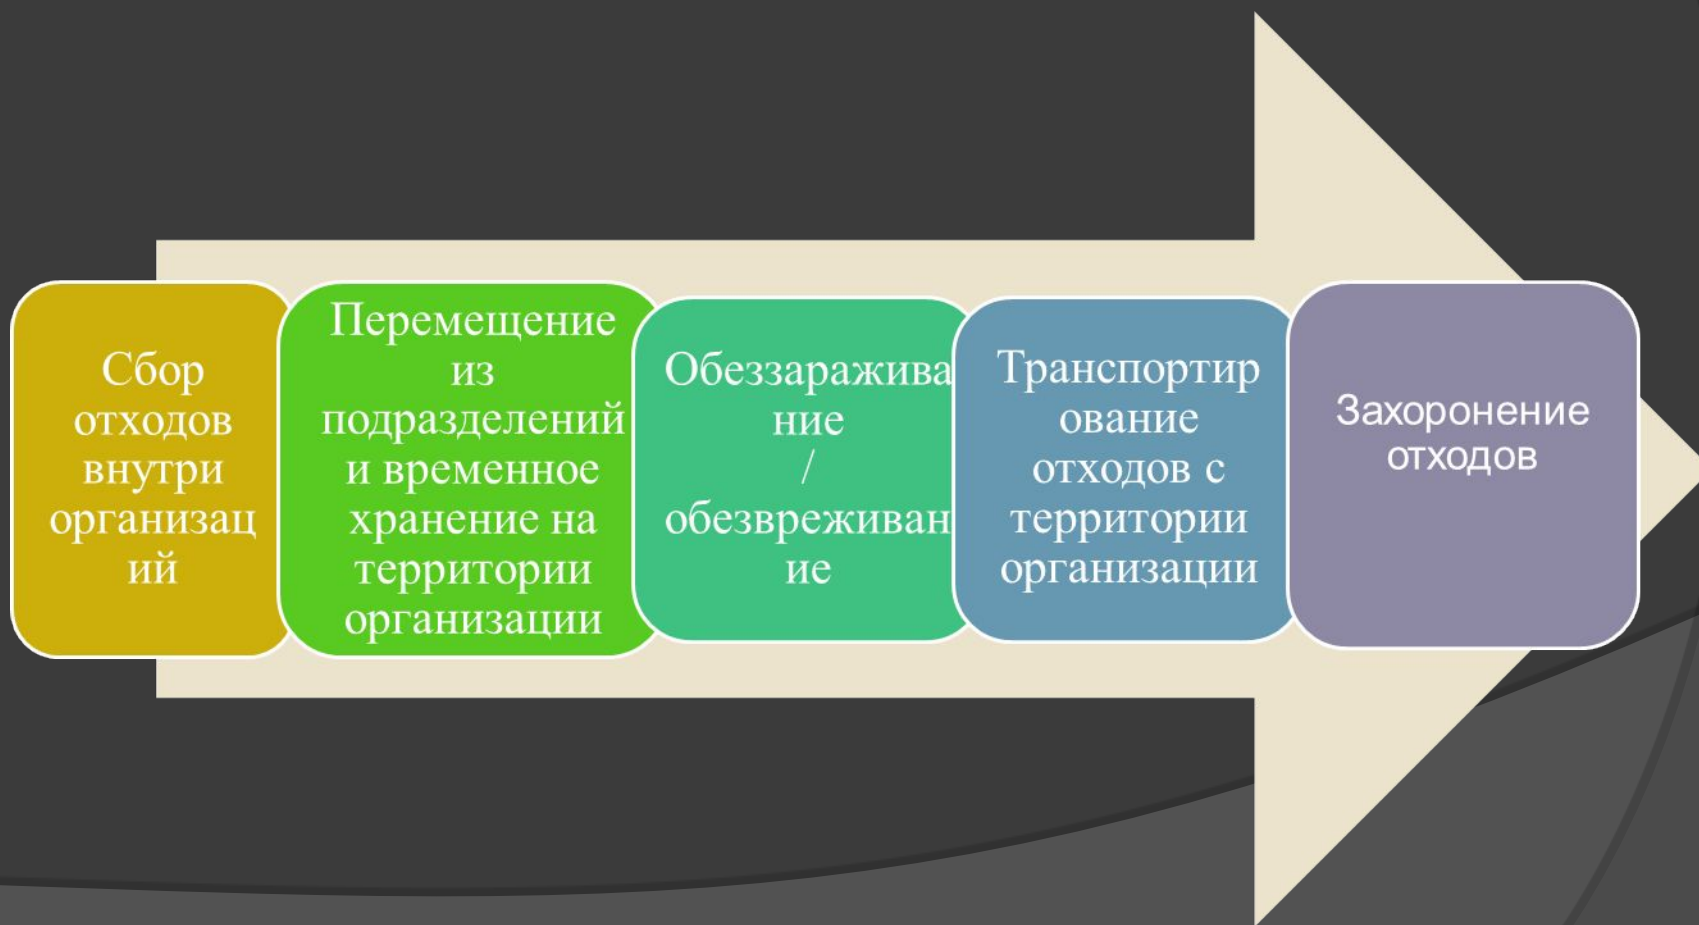 Сбор
отходов
внутри
организац
ий
Перемещение
из
подразделений
и временное
хранение на
территории
организации
Обеззаражива
ние
/
обезвреживан
ие
Транспортир
ование
отходов с
территории
организации
Захоронение
отходов